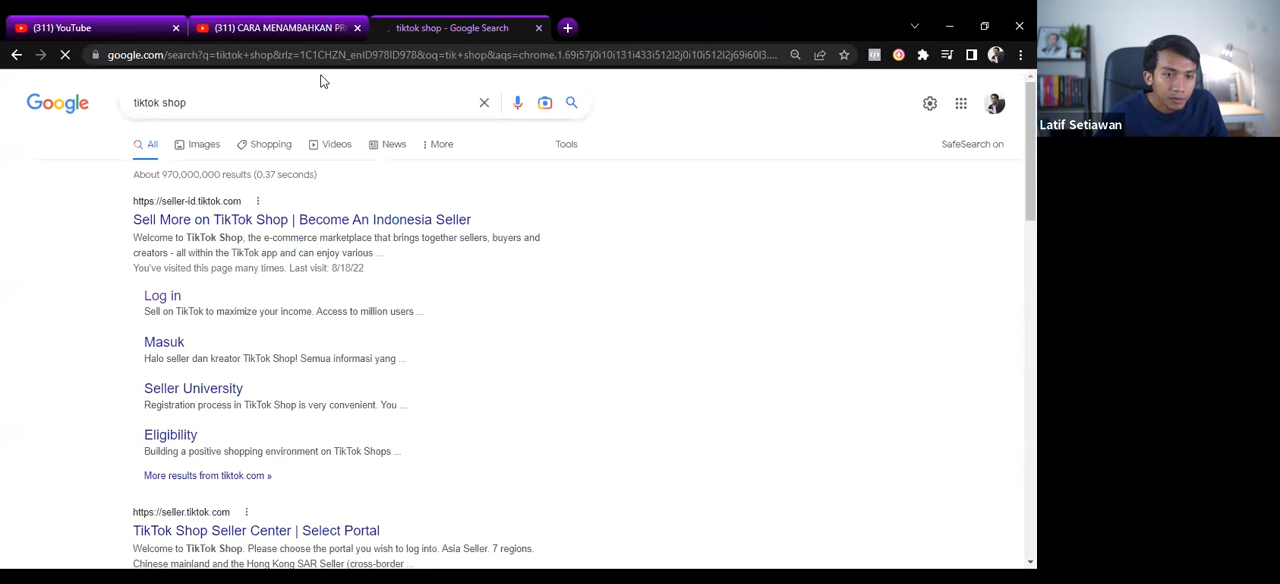 (311) YouTube
(311) CARA MENAMBAHKAN PR
tiktok shop - Google Search
google.com/search?q=tiktok+shop&rlz=1C1CHZN_enID978ID978&oq=tik+shop&aqs=chrome.1.69i57j0i10i131i433i512l2j0i10i512l2j69i60l3....
Google
tiktok shop
Latif Setiawan
All
Images
Shopping
Videos
News
More
Tools
SafeSearch on
About 970,000,000 results (0.37 seconds)
https://seller-id.tiktok.com
Sell More on TikTok Shop | Become An Indonesia Seller
Welcome to TikTok Shop, the e-commerce marketplace that brings together sellers, buyers and
creators - all within the TikTok app and can enjoy various ...
You've visited this page many times. Last visit: 8/18/22
Log in
Sell on TikTok to maximize your income. Access to million users ...
Masuk
Halo seller dan kreator TikTok Shop! Semua informasi yang ...
Seller University
Registration process in TikTok Shop is very convenient. You ...
Eligibility
Building a positive shopping environment on TikTok Shops ...
More results from tiktok.com »
https://seller.tiktok.com
TikTok Shop Seller Center | Select Portal
Welcome to TikTok Shop. Please choose the portal you wish to log into. Asia Seller. 7 regions.
Chinese mainland and the Hong Kong SAR Seller (cross-border ...